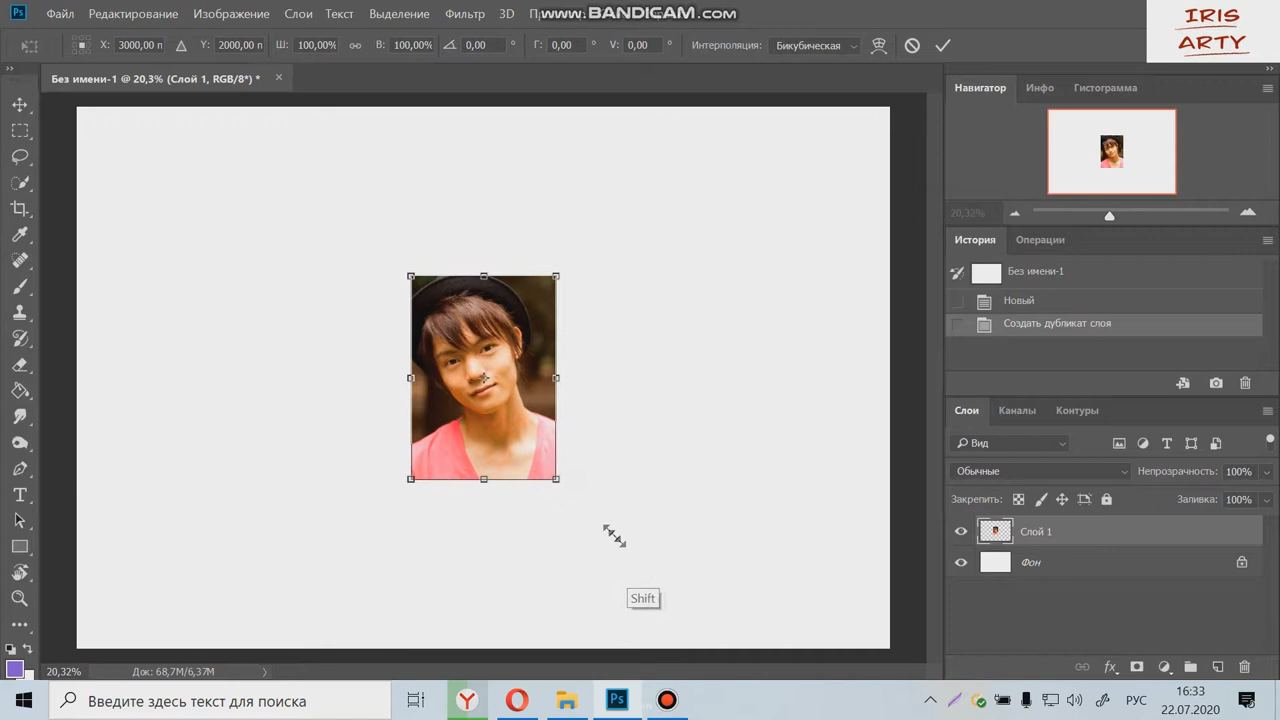 Файл Редактирование Изображение Слои Текст Выделение Фильтр 3D
www.BANDICAM.com
IRIS
ARTY
X: 3000,00 п Y: 2000,00 п Ш: 100,00% В: 100,00% 0,00 ° Г: 0,00 ° V: 0,00 ° Интерполяция: Бикубическая
Без имени-1 @ 20,3% (Слой 1, RGB/8*) *
Навигатор Инфо Гистограмма
20,32%
История Операции
Без имени-1
Новый
Создать дубликат слоя
Слои Каналы Контуры
Вид
Обычные Непрозрачность: 100%
Закрепить: Заливка: 100%
Слой 1
Фон
Shift
20,32% Док: 68,7M/6,37M
Введите здесь текст для поиска
РУС
16:33
22.07.2020